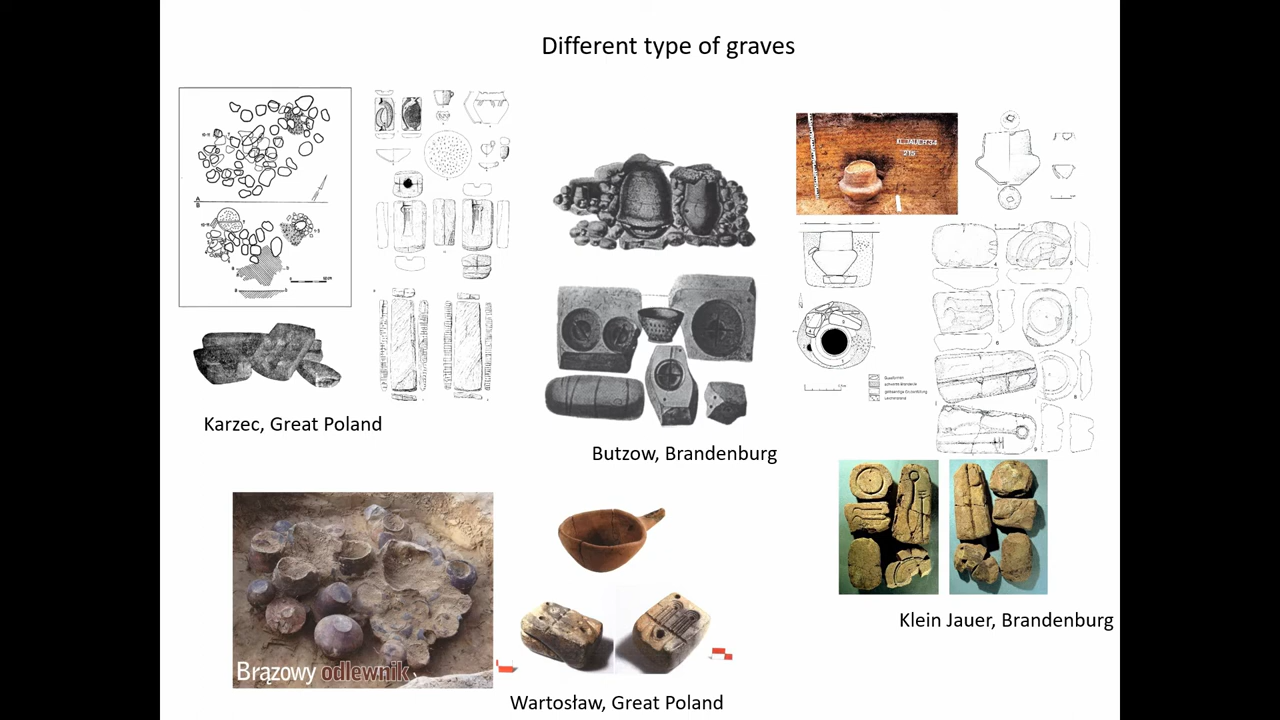 Different type of graves
KL. JAUER 34
215
Karzec, Great Poland
Butzow, Brandenburg
Klein Jauer, Brandenburg
Brązowy odlewnik
Wartosław, Great Poland